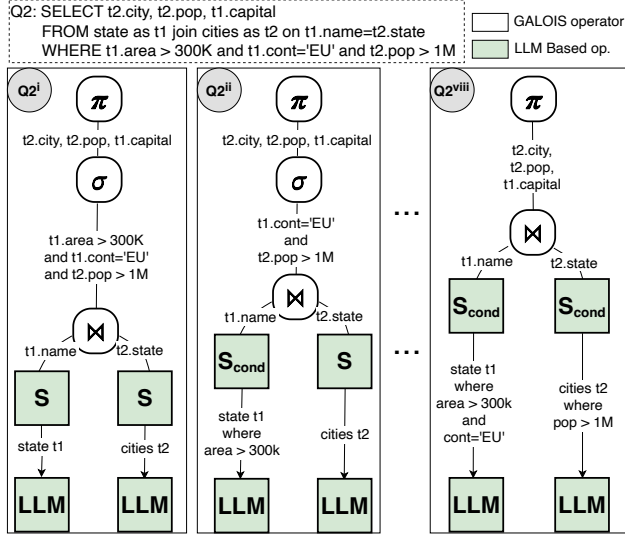 Q2: SELECT t2.city, t2.pop, t1.capital
FROM state as t1 join cities as t2 on t1.name=t2.state
WHERE t1.area > 300K and t1.cont='EU' and t2.pop > 1M
GALOIS operator
LLM Based op.
Q2i
π
t2.city, t2.pop, t1.capital
σ
t1.area > 300K
and t1.cont='EU'
and t2.pop > 1M
⋈
t1.name
t2.state
S
S
state t1
cities t2
LLM
LLM
Q2ii
π
t2.city, t2.pop, t1.capital
σ
t1.cont='EU'
and
t2.pop > 1M
⋈
t1.name
t2.state
Scond
S
state t1
where
area > 300k
cities t2
LLM
LLM
...
...
Q2viii
π
t2.city,
t2.pop,
t1.capital
⋈
t1.name
t2.state
Scond
Scond
state t1
where
area > 300k
and
cont='EU'
cities t2
where
pop > 1M
LLM
LLM